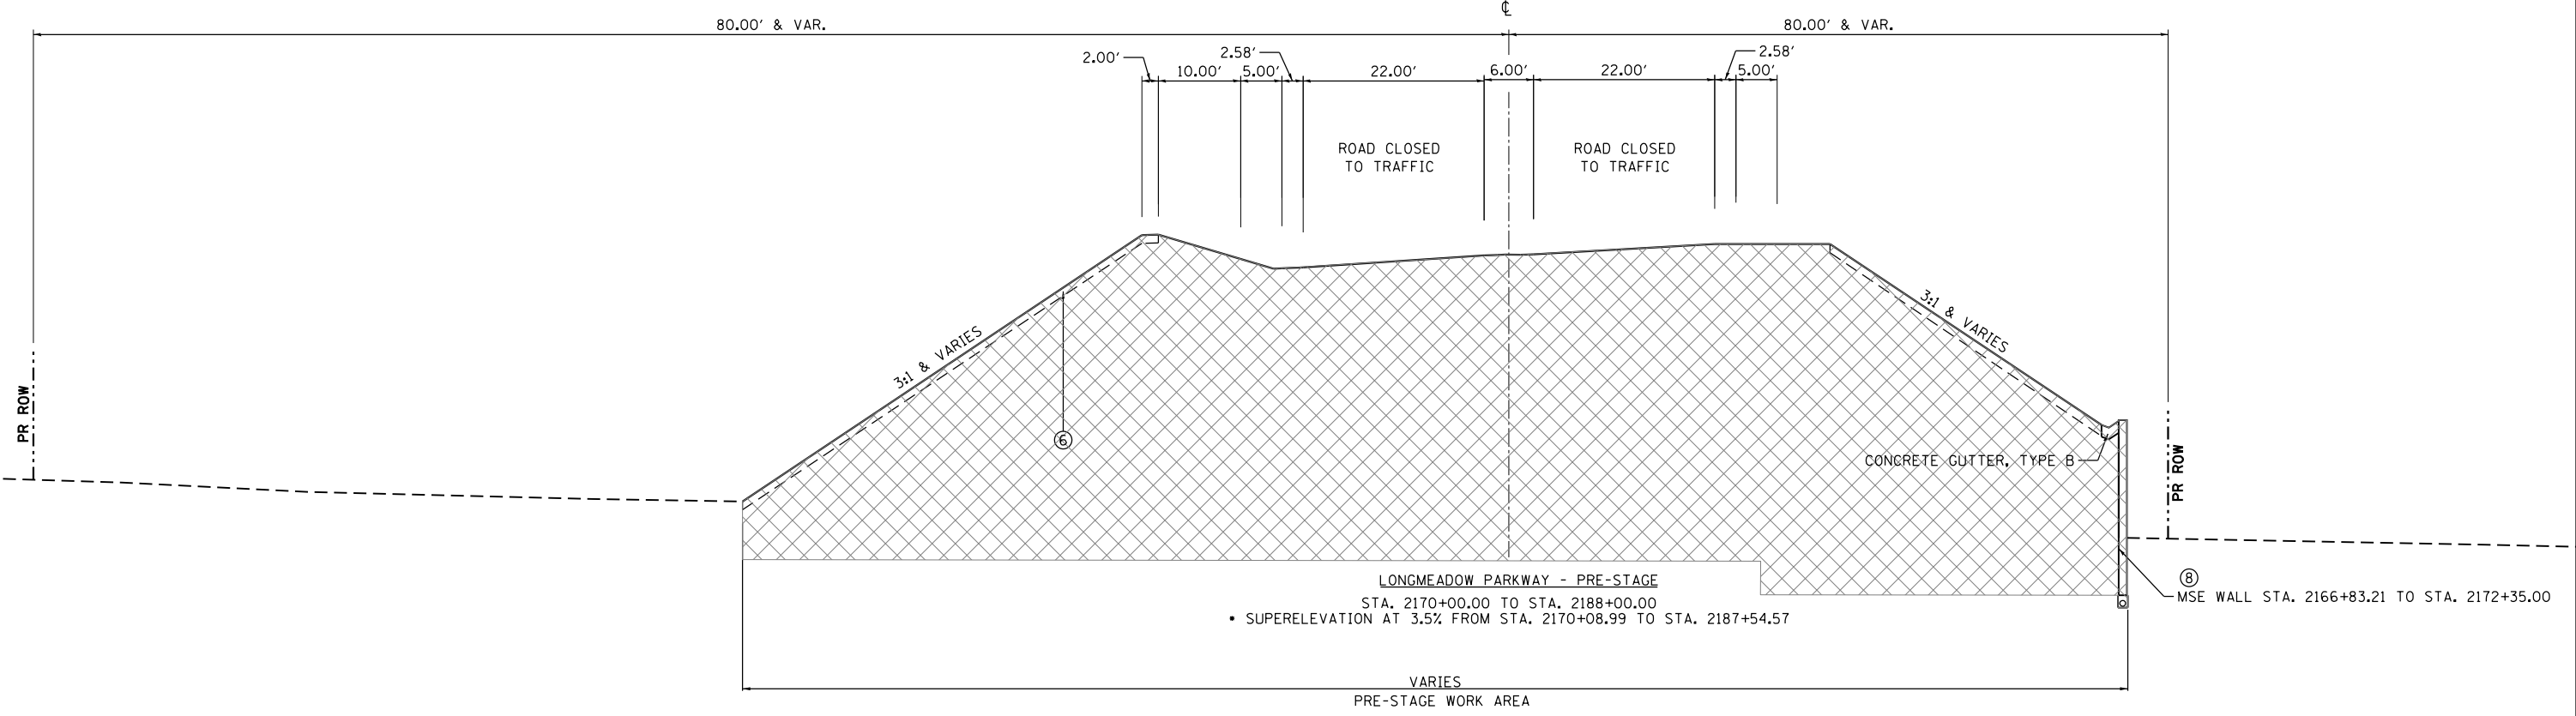 ℄
80.00' & VAR.
80.00' & VAR.
2.00'
10.00'
5.00'
2.58'
22.00'
6.00'
22.00'
2.58'
5.00'
ROAD CLOSED
TO TRAFFIC
ROAD CLOSED
TO TRAFFIC
3:1 & VARIES
3:1 & VARIES
PR ROW
6
CONCRETE GUTTER, TYPE B
PR ROW
8
MSE WALL STA. 2166+83.21 TO STA. 2172+35.00
LONGMEADOW PARKWAY - PRE-STAGE
STA. 2170+00.00 TO STA. 2188+00.00
• SUPERELEVATION AT 3.5% FROM STA. 2170+08.99 TO STA. 2187+54.57
VARIES
PRE-STAGE WORK AREA